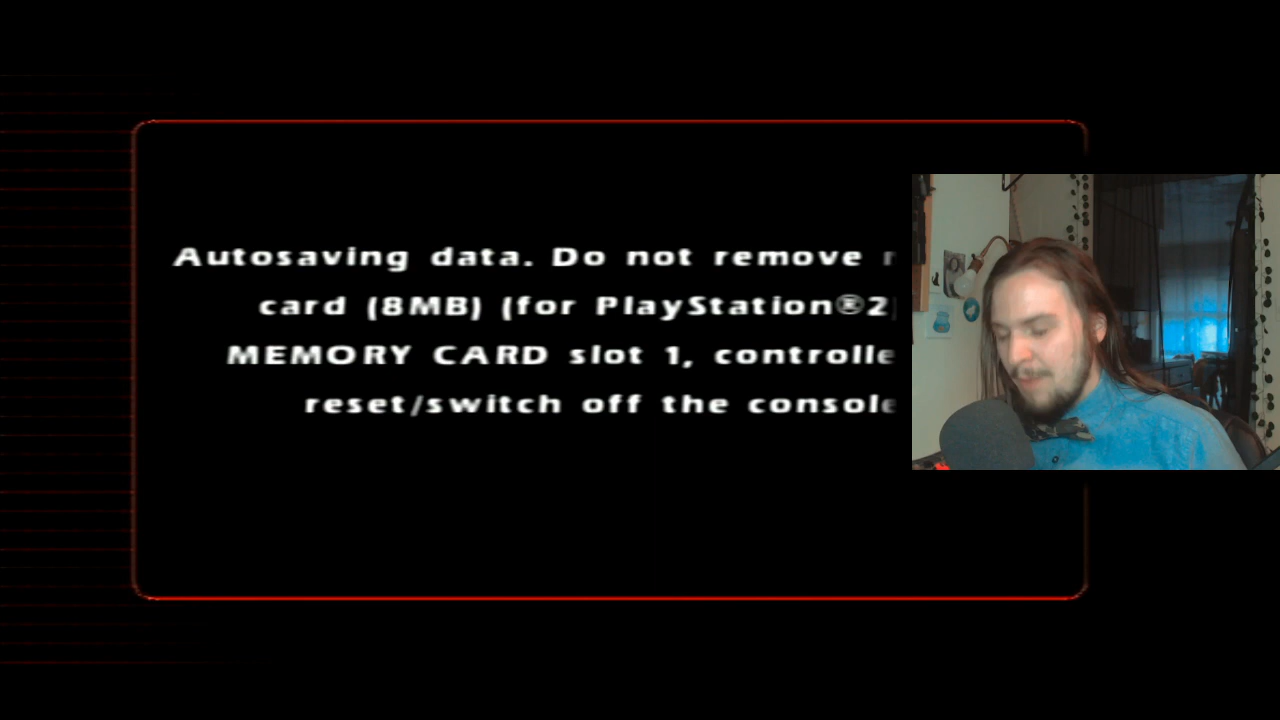 Autosaving data. Do not remove
card (8MB) (for PlayStation®2)
MEMORY CARD slot 1, controlle
reset/switch off the console